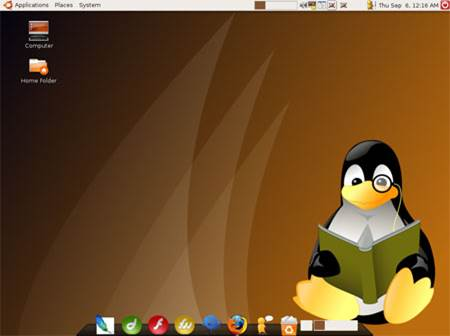 Applications Places System
Thu Sep 6, 12:16 AM
Computer
Home Folder